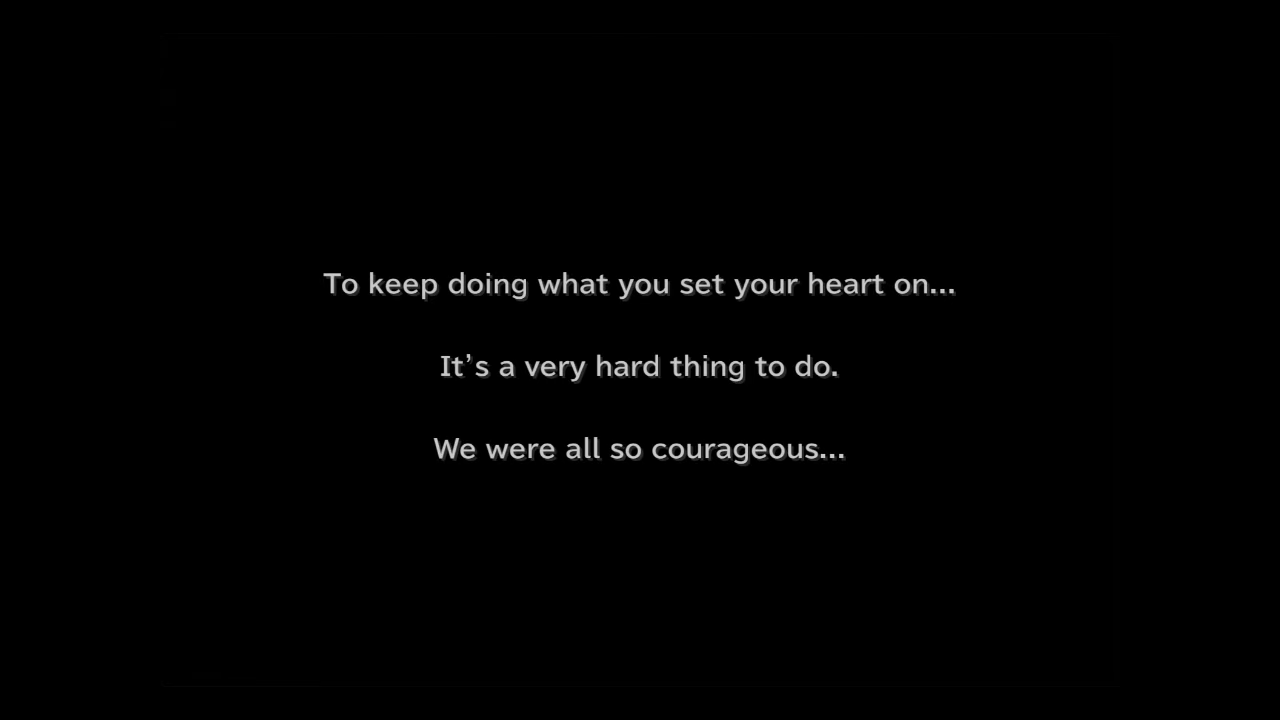 To keep doing what you set your heart on...
It's a very hard thing to do.
We were all so courageous...